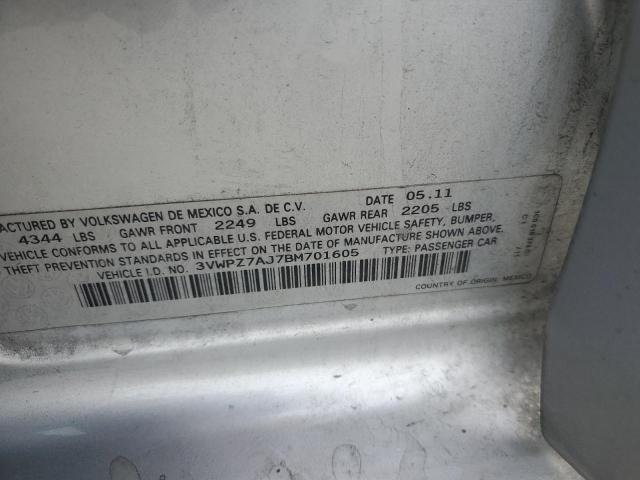 ACTURED BY VOLKSWAGEN DE MEXICO S.A. DE C.V. DATE 05.11
4344 LBS GAWR FRONT 2249 LBS GAWR REAR 2205 LBS
VEHICLE CONFORMS TO ALL APPLICABLE U.S. FEDERAL MOTOR VEHICLE SAFETY, BUMPER,
THEFT PREVENTION STANDARDS IN EFFECT ON THE DATE OF MANUFACTURE SHOWN ABOVE.
VEHICLE I.D. NO. 3VWPZ7AJ7BM701605 TYPE: PASSENGER CAR
COUNTRY OF ORIGIN: MEXICO